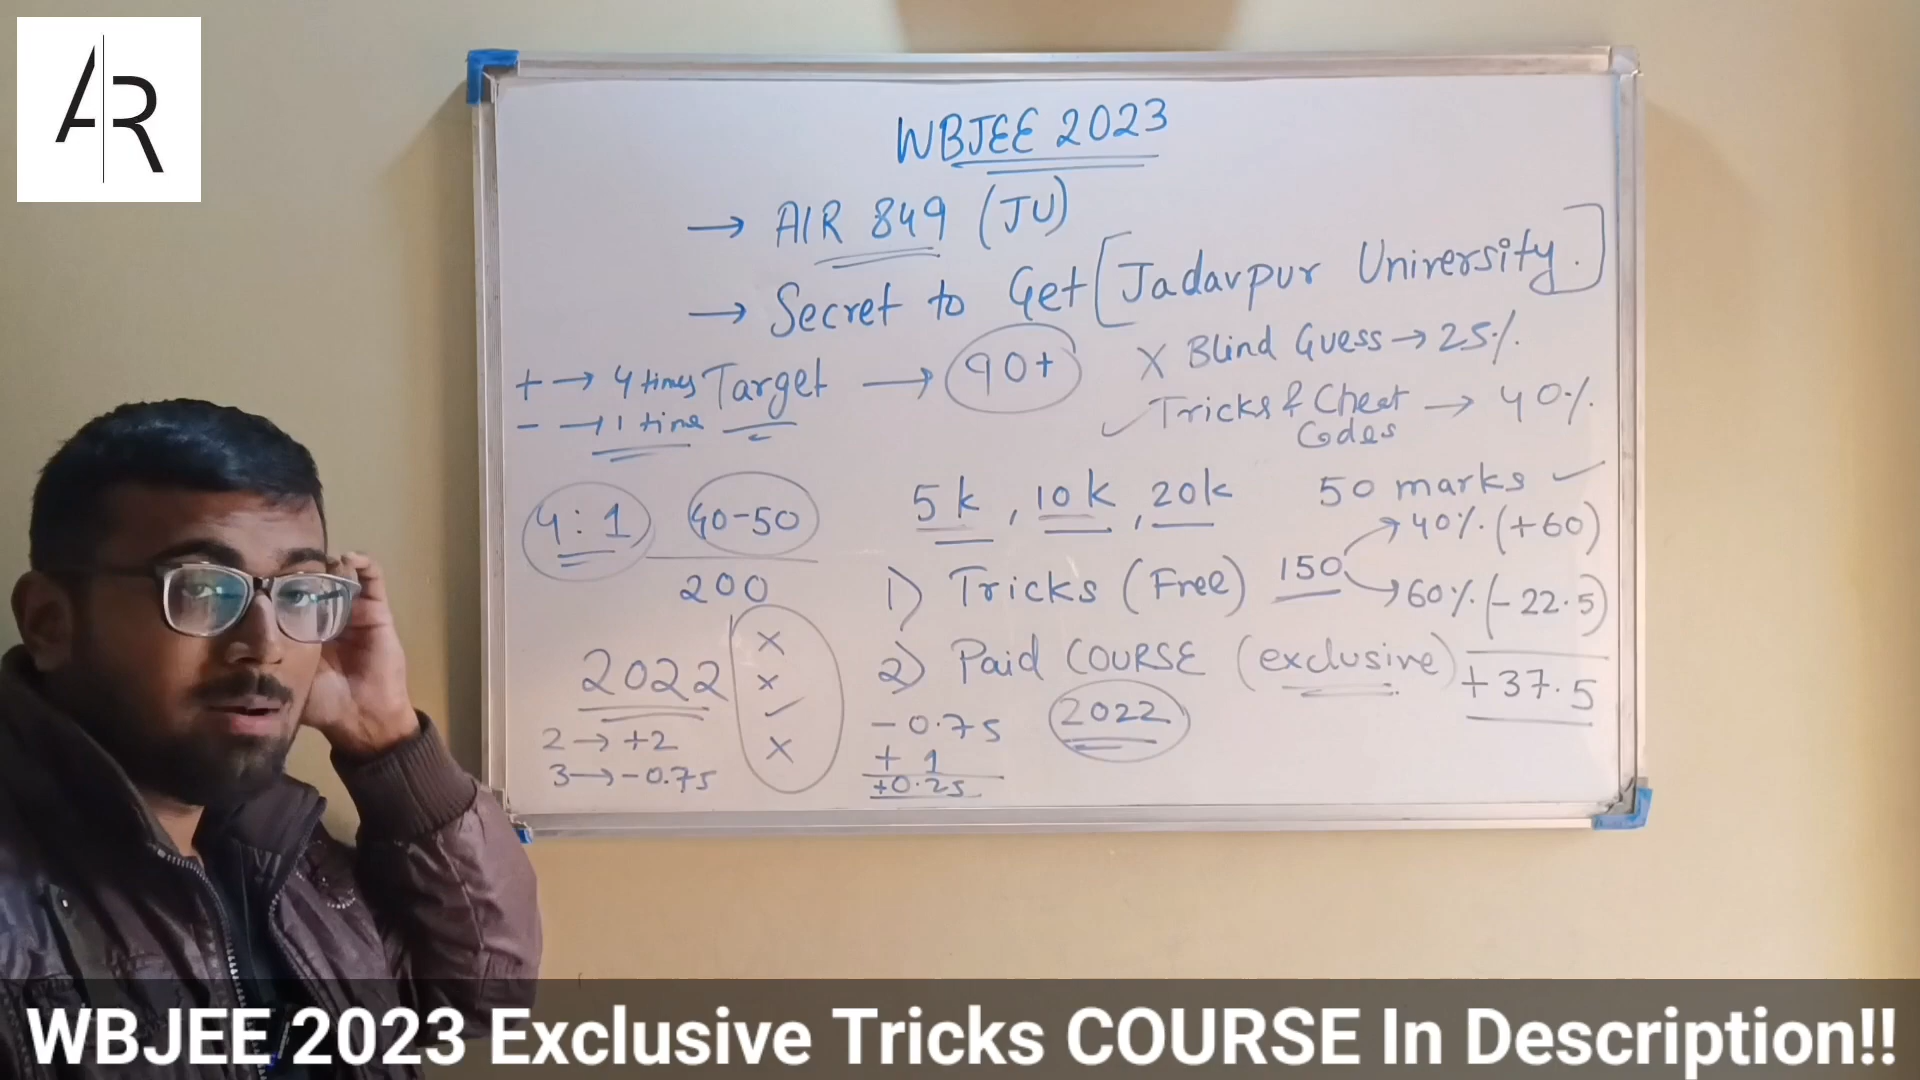 AR
WBJEE 2023
→ AIR 849 (JU)
→ Secret to Get [Jadavpur University.]
+ → 4 times Target → 90+
- → 1 time
X Blind Guess → 25%
✓ Tricks & Cheat Codes → 40%
4:1
40-50
200
5k, 10k, 20k
50 marks ✓
1) Tricks (Free)
150
→ 40% (+60)
→ 60% (-22.5)
+37.5
2) Paid COURSE (exclusive)
2022
2022
2 → +2
3 → -0.75
X
X
✓
X
-0.75
+ 1
+0.25
WBJEE 2023 Exclusive Tricks COURSE In Description!!